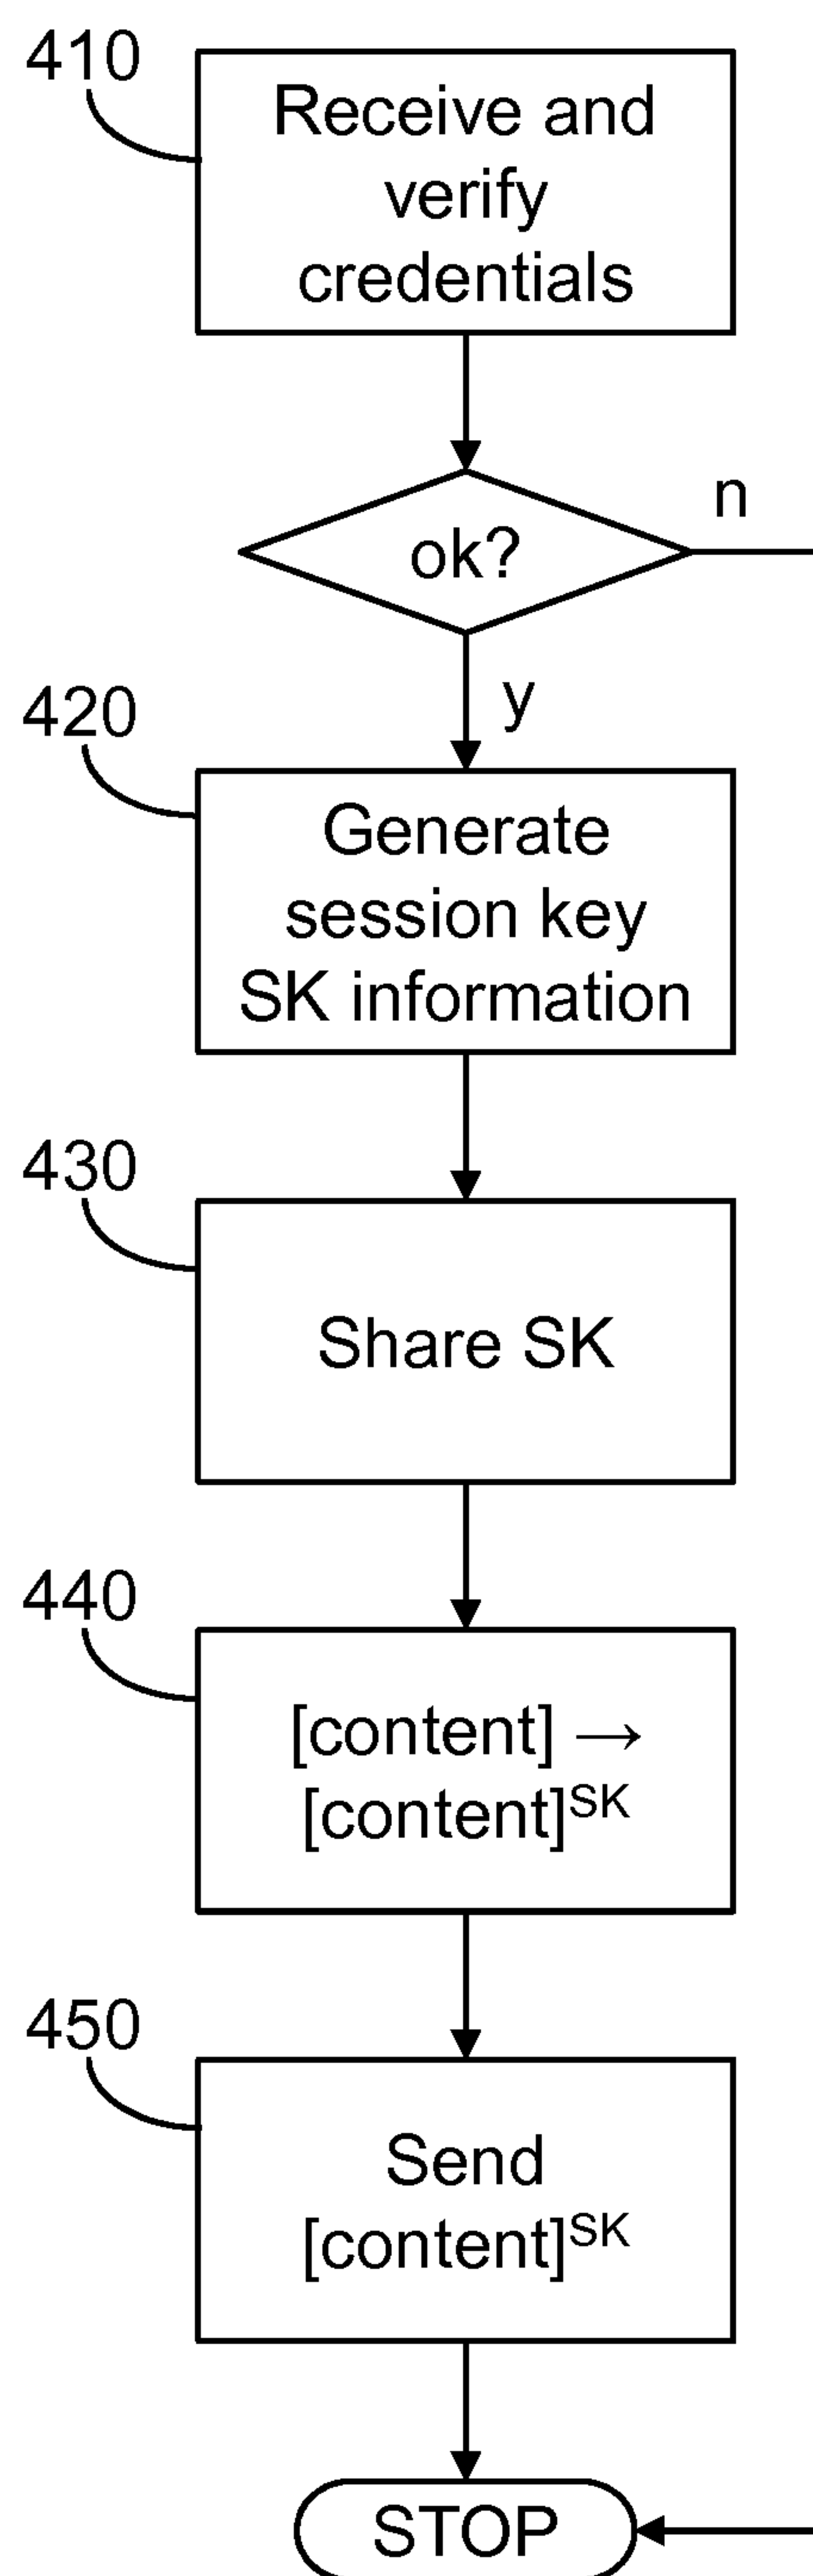 410
Receive and
verify
credentials
ok?
n
y
420
Generate
session key
SK information
430
Share SK
440
[content] →
[content]^SK
450
Send
[content]^SK
STOP